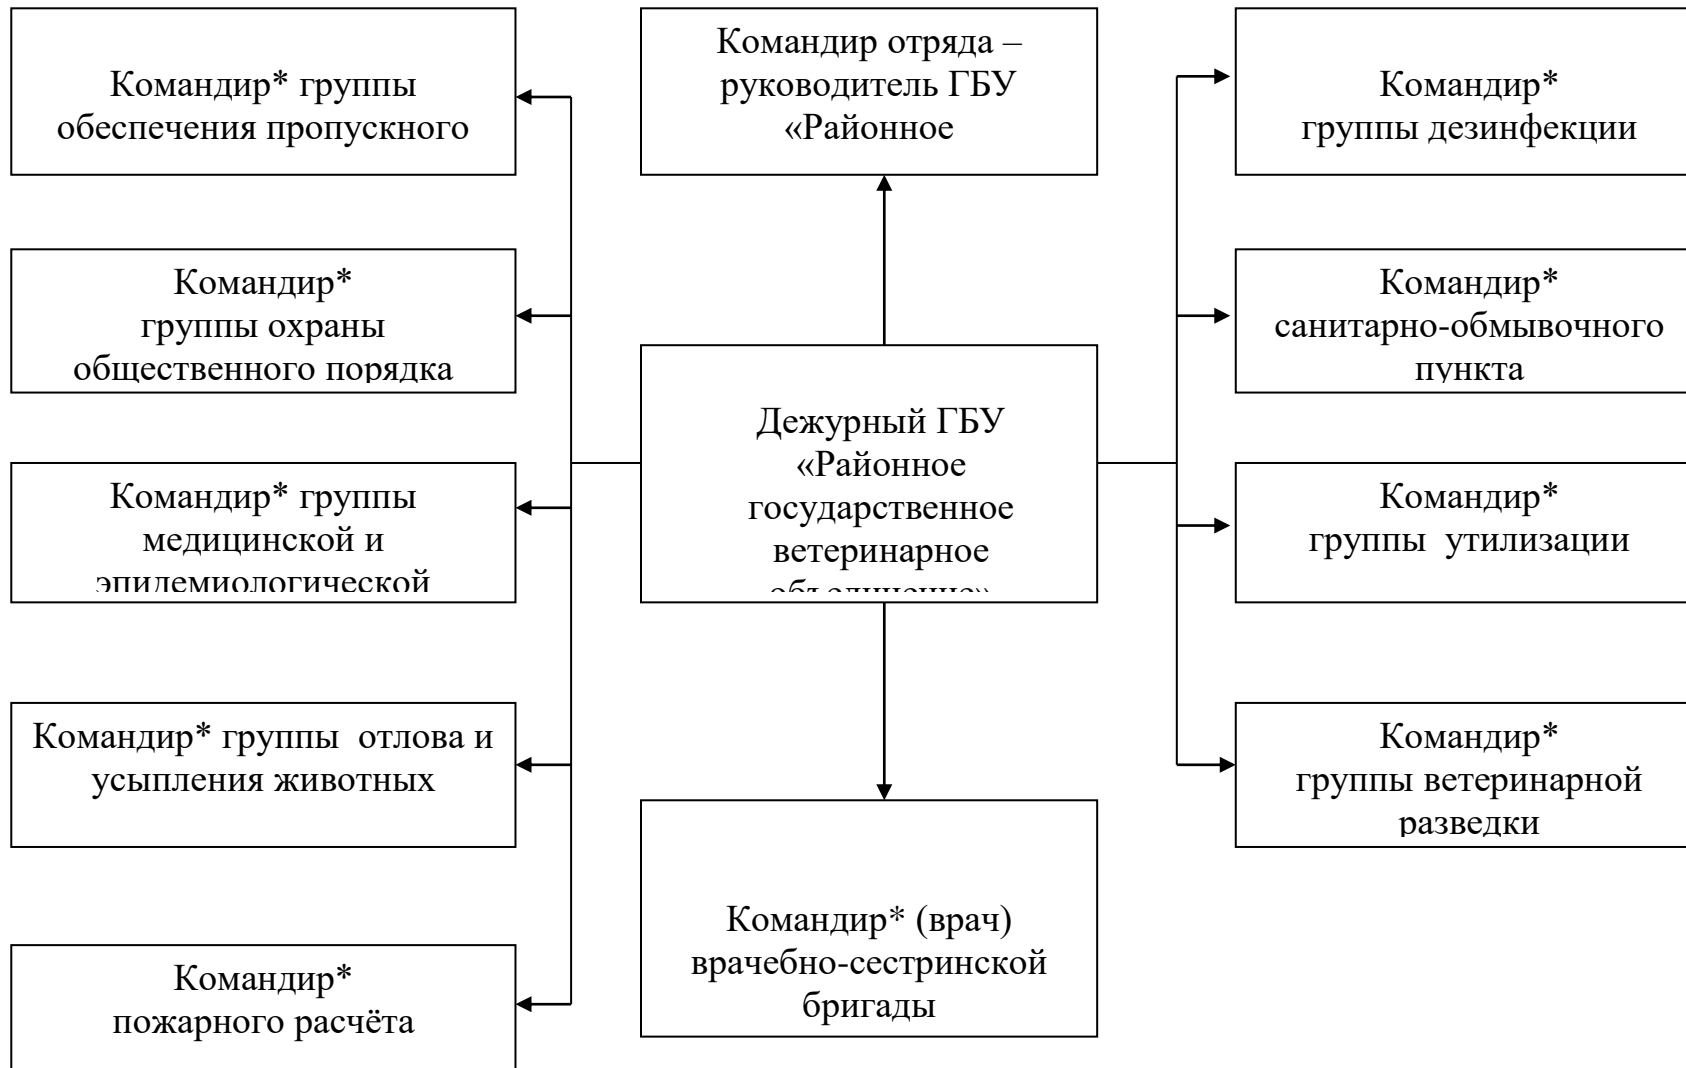 Командир* группы
обеспечения пропускного
Командир*
группы охраны
общественного порядка
Командир* группы
медицинской и
эпидемиологической
Командир* группы отлова и
усыпления животных
Командир*
пожарного расчёта
Командир отряда –
руководитель ГБУ
«Районное
Дежурный ГБУ
«Районное
государственное
ветеринарное
объединение»
Командир* (врач)
врачебно-сестринской
бригады
Командир*
группы дезинфекции
Командир*
санитарно-обмывочного
пункта
Командир*
группы утилизации
Командир*
группы ветеринарной
разведки